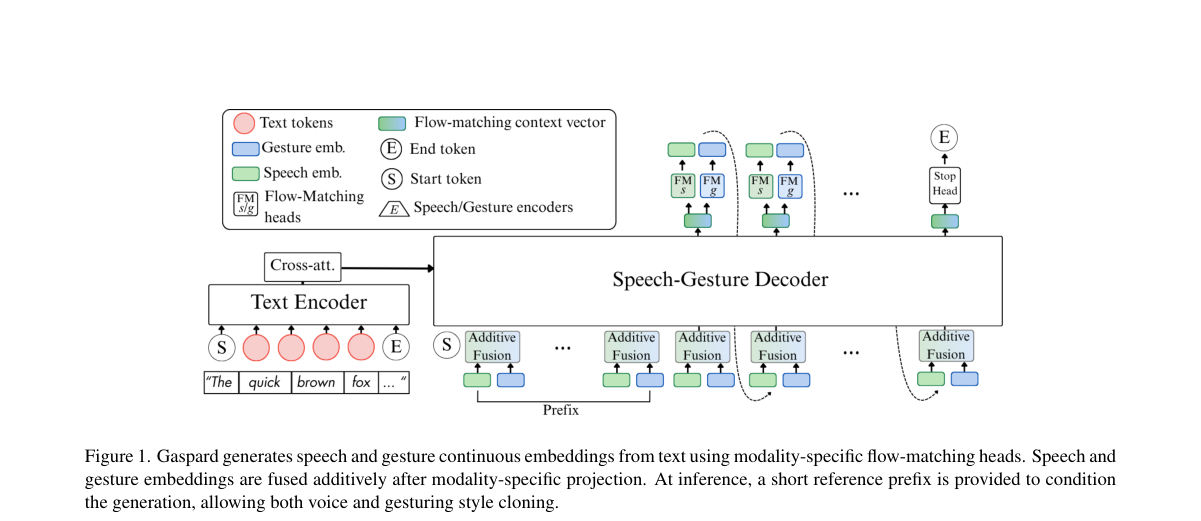 Text tokens
Flow-matching context vector
Gesture emb.
E End token
Speech emb.
S Start token
FM
s/g
Flow-Matching
heads
E Speech/Gesture encoders
FM
s
FM
g
FM
s
FM
g
...
E
Stop
Head
Cross-att.
Text Encoder
Speech-Gesture Decoder
S
E
S
Additive
Fusion
...
Additive
Fusion
Additive
Fusion
Additive
Fusion
...
Additive
Fusion
"The quick brown fox ... "
Prefix
Figure 1. Gaspard generates speech and gesture continuous embeddings from text using modality-specific flow-matching heads. Speech and
gesture embeddings are fused additively after modality-specific projection. At inference, a short reference prefix is provided to condition
the generation, allowing both voice and gesturing style cloning.